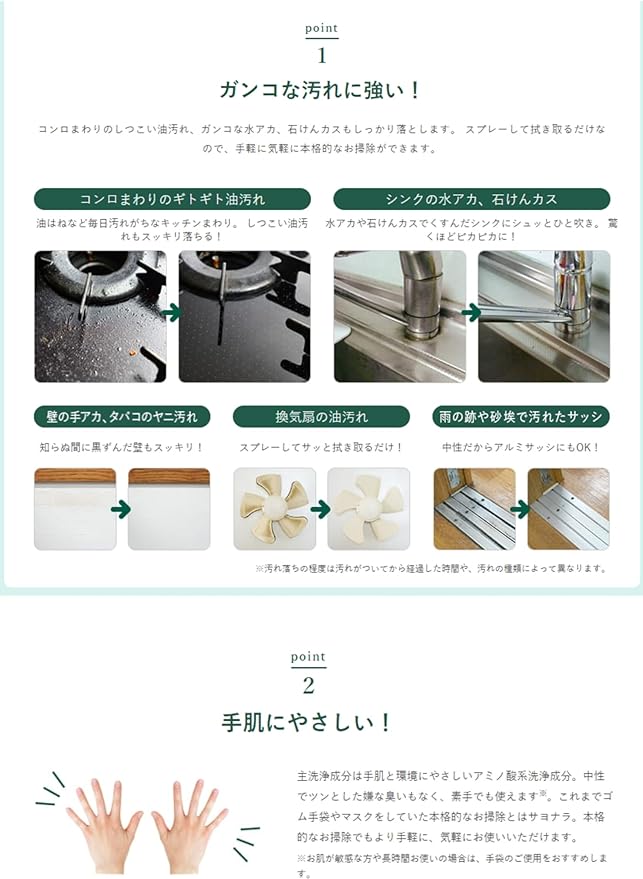 point
1
ガンコな汚れに強い！
コンロまわりのしつこい油汚れ、ガンコな水アカ、石けんカスもしっかり落とします。 スプレーして拭き取るだけな
ので、手軽に気軽に本格的なお掃除ができます。
コンロまわりのギトギト油汚れ
油はねなど毎日汚れがちなキッチンまわり。 しつこい油汚
れもスッキリ落ちる！
シンクの水アカ、石けんカス
水アカや石けんカスでくすんだシンクにシュッとひと吹き。 驚
くほどピカピカに！
壁の手アカ、タバコのヤニ汚れ
知らぬ間に黒ずんだ壁もスッキリ！
換気扇の油汚れ
スプレーしてサッと拭き取るだけ！
雨の跡や砂埃で汚れたサッシ
中性だからアルミサッシにもOK！
※汚れ落ちの程度は汚れがついてから経過した時間や、汚れの種類によって異なります。
point
2
手肌にやさしい！
主洗浄成分は手肌と環境にやさしいアミノ酸系洗浄成分。中性
でツンとした嫌な臭いもなく、素手でも使えます※。これまでゴ
ム手袋やマスクをしていた本格的なお掃除とはサヨナラ。本格
的なお掃除でもより手軽に、気軽にお使いいただけます。
※お肌が敏感な方や長時間お使いの場合は、手袋のご使用をおすすめしま
す。